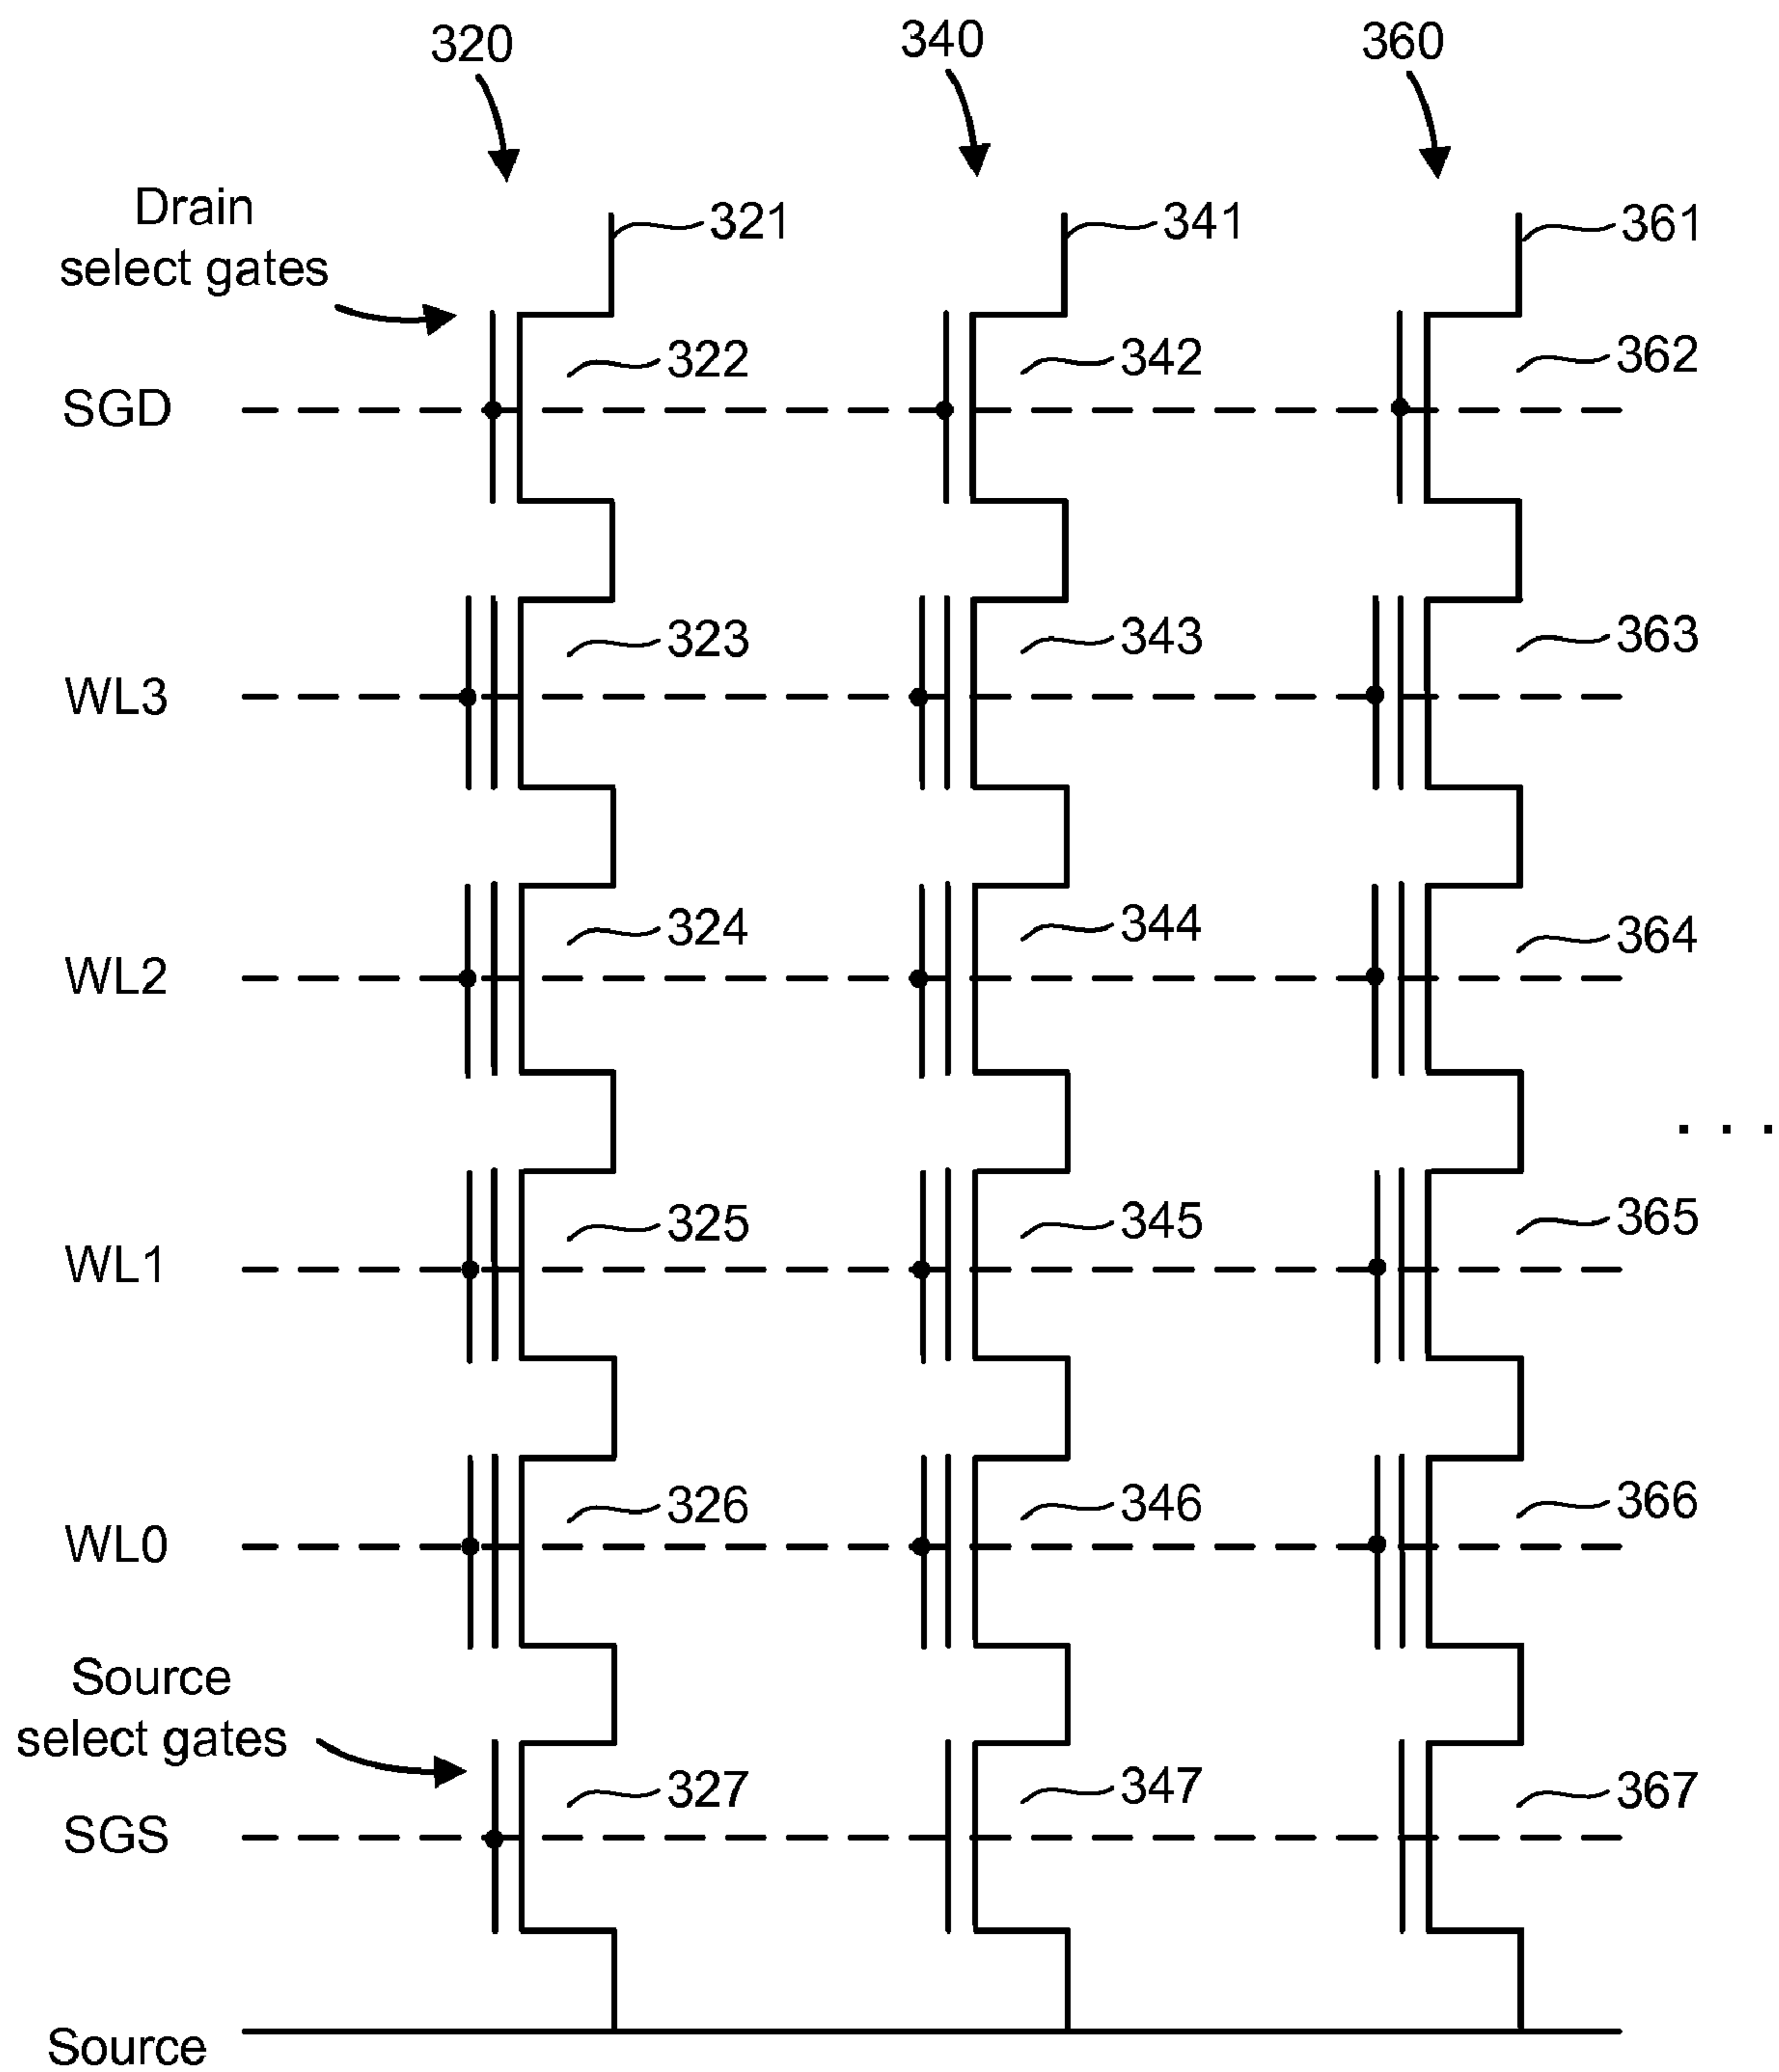 320 340 360
Drain
select gates
321 341 361
322 342 362
SGD
323 343 363
WL3
324 344 364
WL2
. . .
325 345 365
WL1
326 346 366
WL0
Source
select gates
327 347 367
SGS
Source